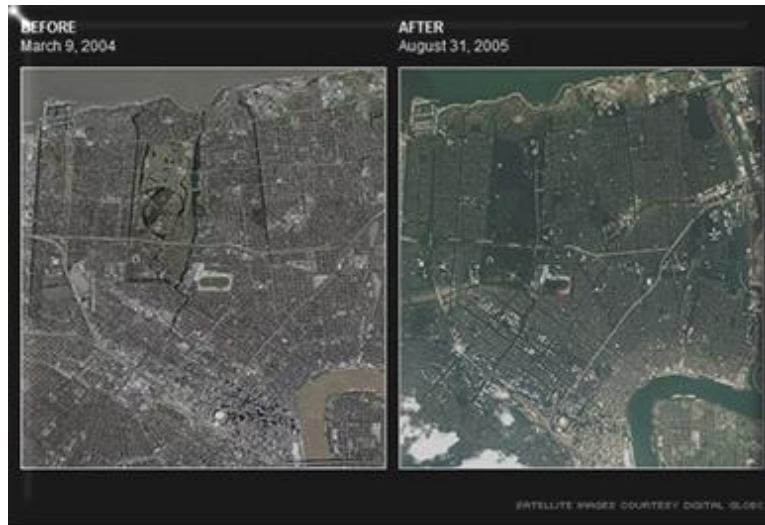 BEFORE
March 9, 2004
AFTER
August 31, 2005
SATELLITE IMAGES COURTESY DIGITAL GLOBE